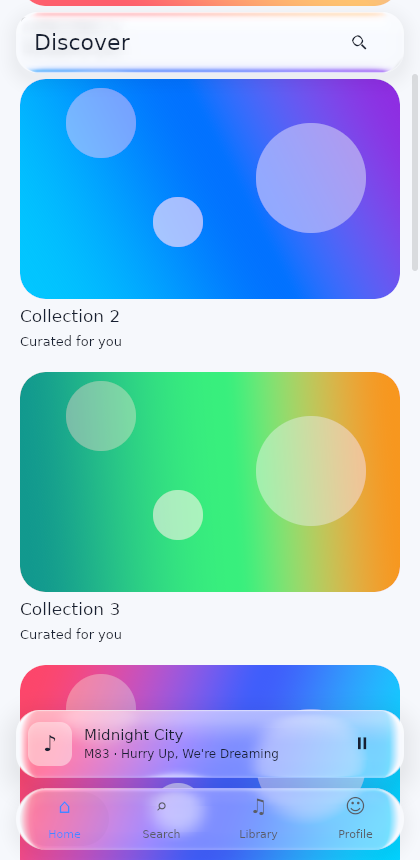 Discover
Collection 2
Curated for you
Collection 3
Curated for you
Midnight City
M83 · Hurry Up, We're Dreaming
Home Search Library Profile